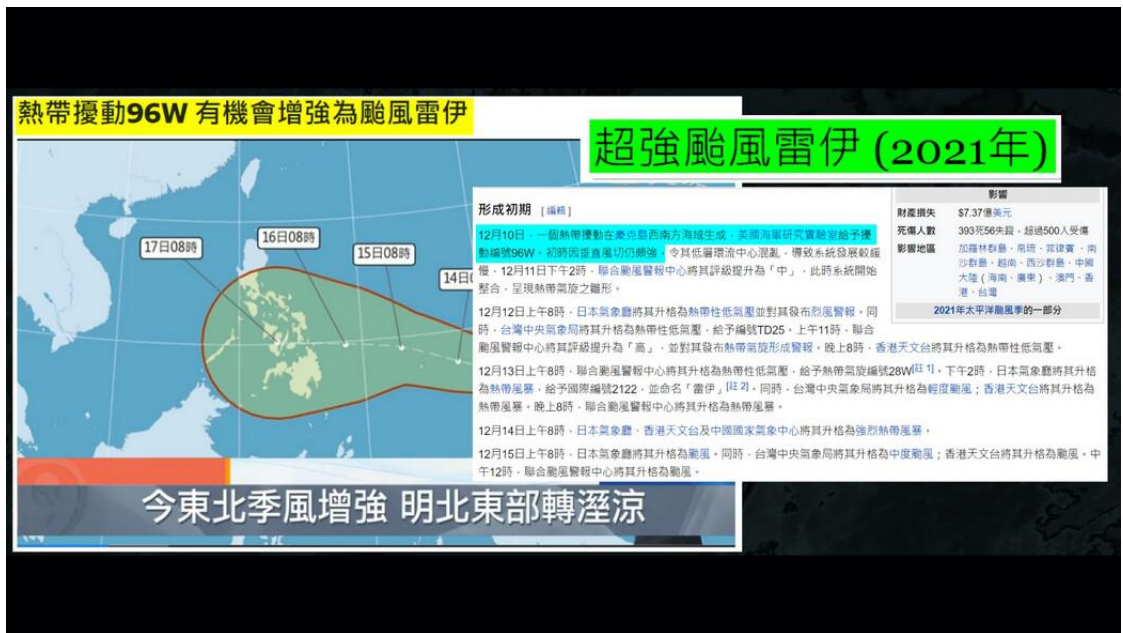 熱帶擾動96W 有機會增強為颱風雷伊
超強颱風雷伊 (2021年)
17日08時
16日08時
15日08時
14日0
今東北季風增強 明北東部轉溼涼
形成初期 [編輯]
12月10日，一個熱帶擾動在麥克島西南方海域生成，美國海軍研究實驗室給予擾
動編號96W。初時因垂直風切仍頗強，令其低層環流中心混亂，導致系統發展較緩
慢，12月11日下午2時，聯合颱風警報中心將其評級提升為「中」，此時系統開始
整合，呈現熱帶氣旋之雛形。
12月12日上午8時，日本氣象廳將其升格為熱帶性低氣壓並對其發布烈風警報。同
時，台灣中央氣象局將其升格為熱帶性低氣壓，給予編號TD25。上午11時，聯合
颱風警報中心將其評級提升為「高」，並對其發布熱帶氣旋形成警報。晚上8時，香港天文台將其升格為熱帶性低氣壓。
12月13日上午8時，聯合颱風警報中心將其升格為熱帶性低氣壓，給予熱帶氣旋編號28W[註 1]。下午2時，日本氣象廳將其升格
為熱帶風暴，給予國際編號2122，並命名「雷伊」[註 2]。同時，台灣中央氣象局將其升格為輕度颱風；香港天文台將其升格為
熱帶風暴。晚上8時，聯合颱風警報中心將其升格為熱帶風暴。
12月14日上午8時，日本氣象廳、香港天文台及中國國家氣象中心將其升格為強烈熱帶風暴。
12月15日上午8時，日本氣象廳將其升格為颱風。同時，台灣中央氣象局將其升格為中度颱風；香港天文台將其升格為颱風。中
午12時，聯合颱風警報中心將其升格為颱風。
影響
財產損失 $7.37億美元
死傷人數 393死56失蹤，超過500人受傷
影響地區 加羅林群島、帛琉、菲律賓、南
沙群島、越南、西沙群島、中國
大陸（海南、廣東）、澳門、香
港、台灣
2021年太平洋颱風季的一部分